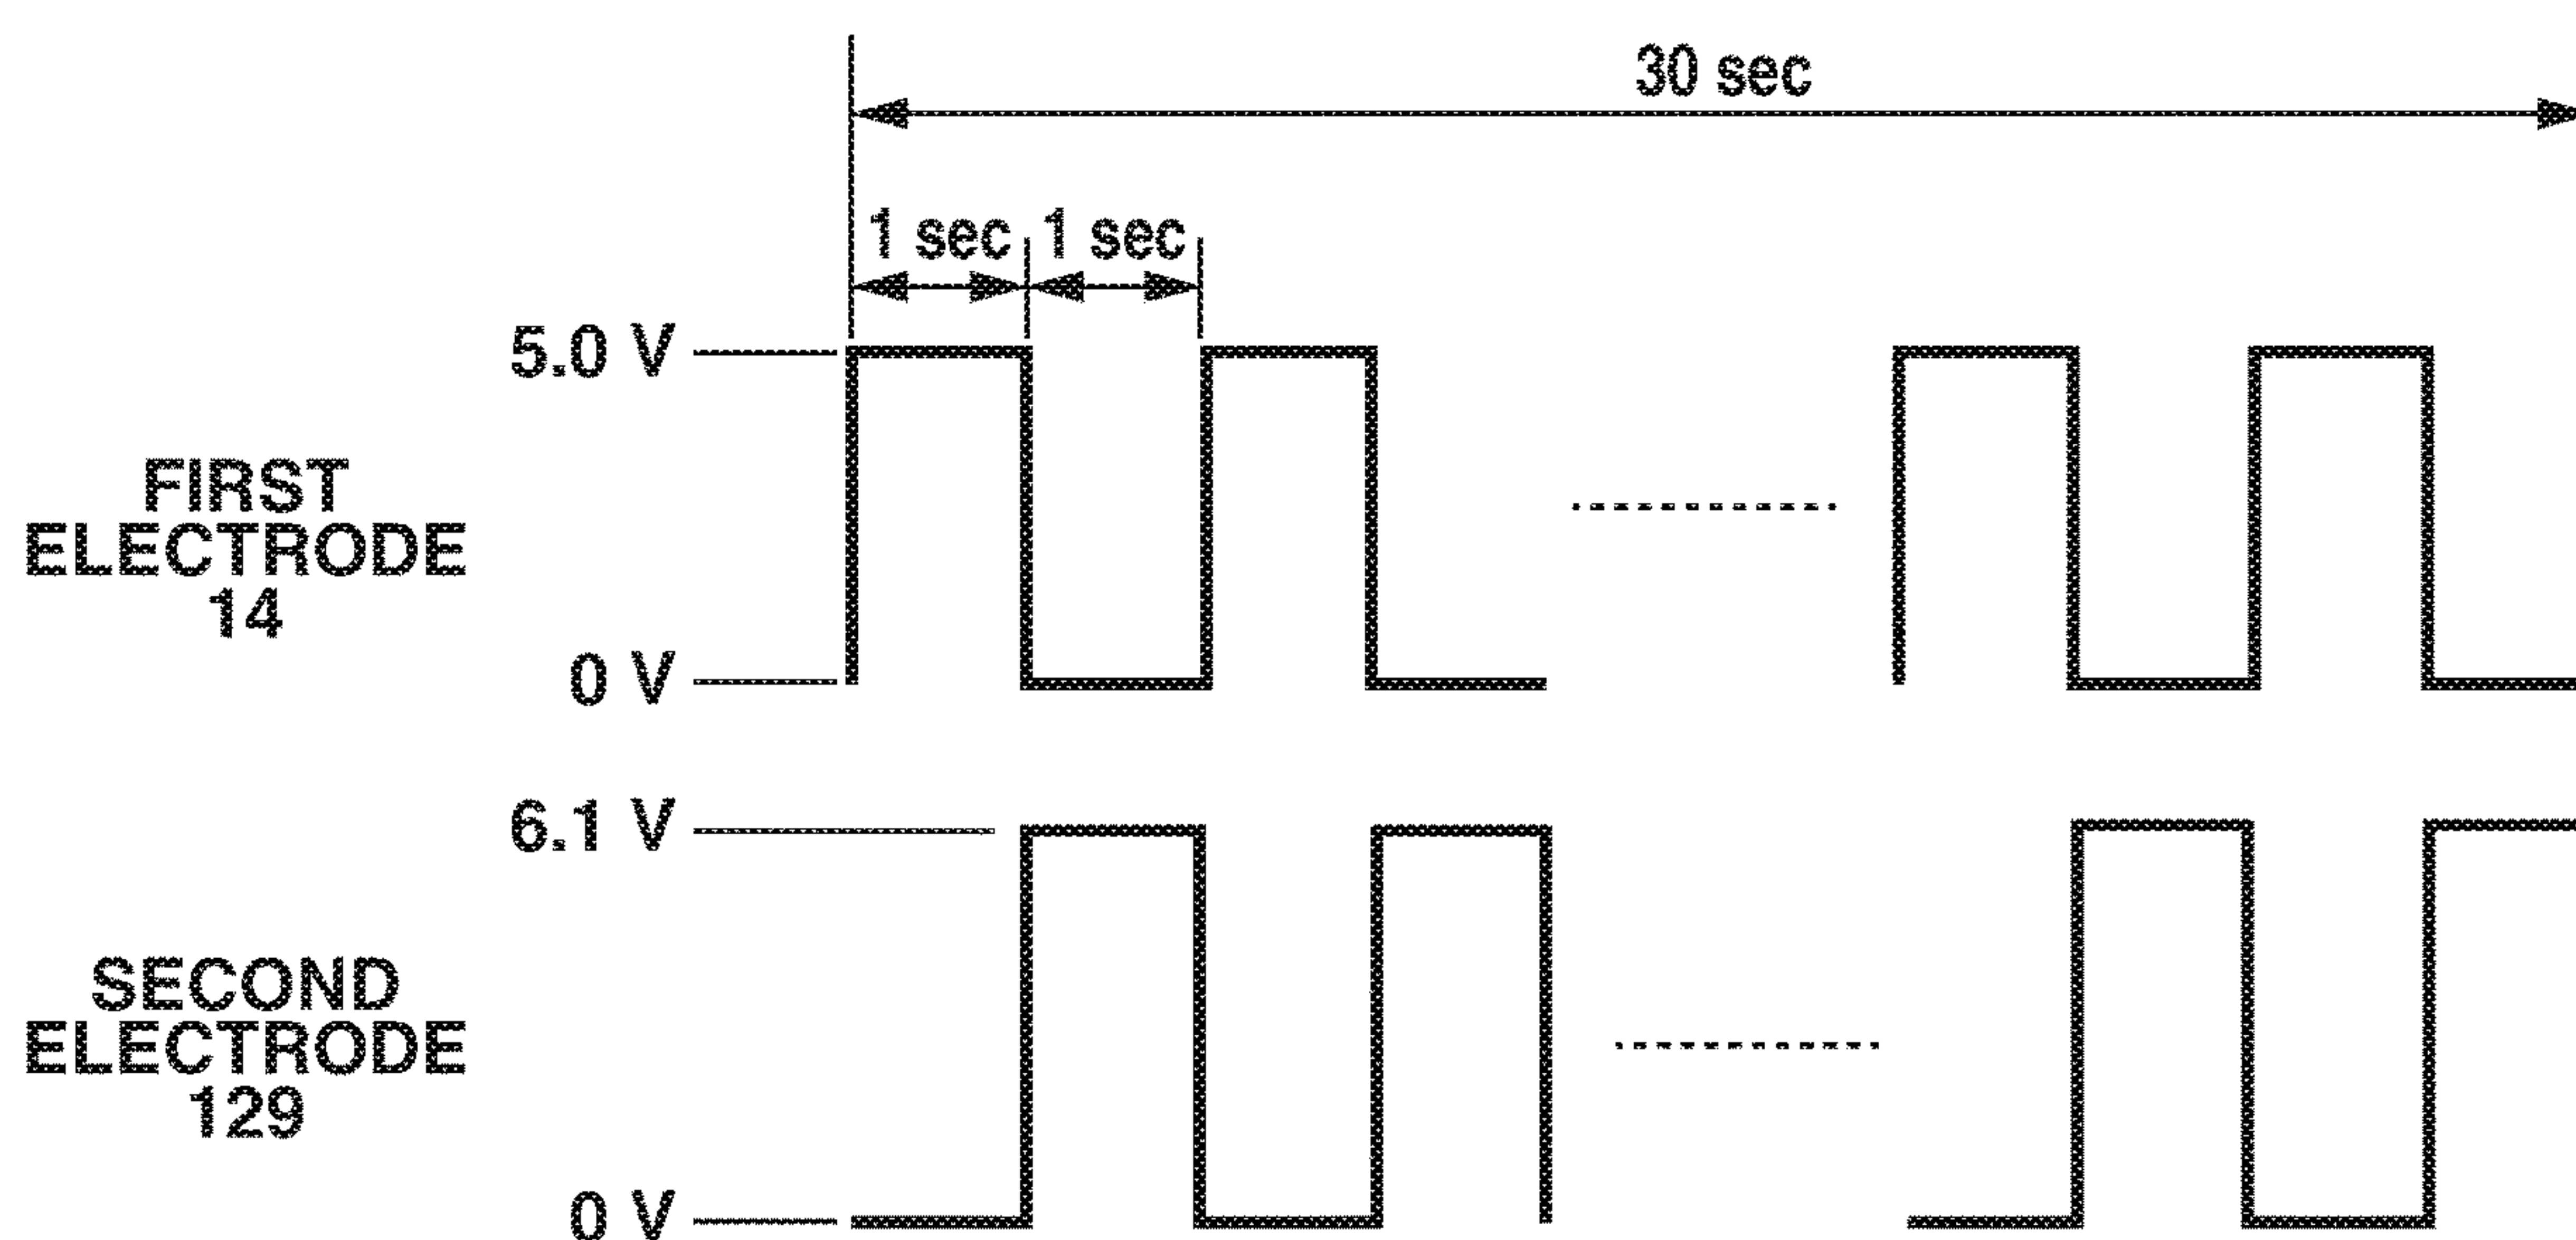 30 sec
1 sec 1 sec
5.0 V
FIRST
ELECTRODE
14
0 V
6.1 V
SECOND
ELECTRODE
129
0 V